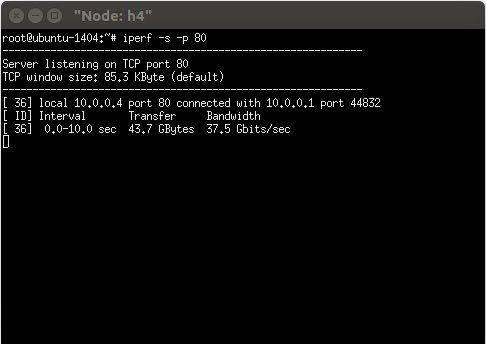 "Node: h4"
root@ubuntu-1404:~# iperf -s -p 80
------------------------------------------------------------
Server listening on TCP port 80
TCP window size: 85.3 KByte (default)
------------------------------------------------------------
[ 36] local 10.0.0.4 port 80 connected with 10.0.0.1 port 44832
[ ID] Interval       Transfer     Bandwidth
[ 36]  0.0-10.0 sec  43.7 GBytes  37.5 Gbits/sec